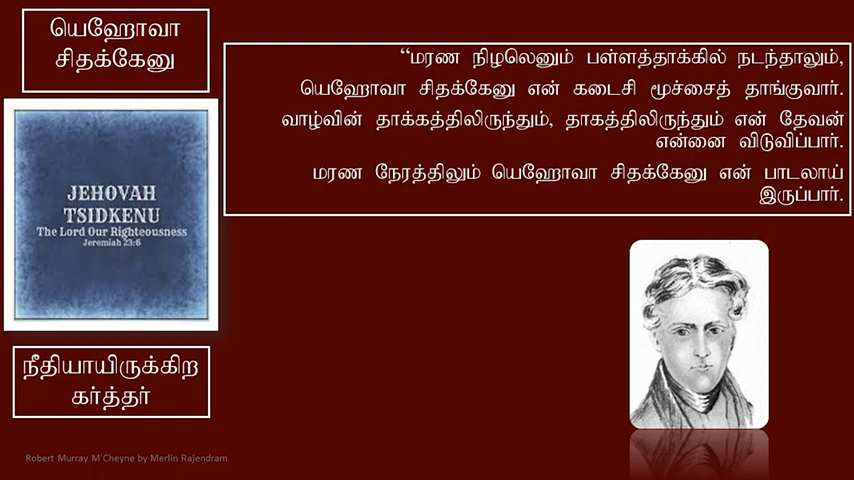 யெஹோவா
சிதக்கேனு
JEHOVAH
TSIDKENU
The Lord Our Righteousness
Jeremiah 23:6
நீதியாயிருக்கிற
கர்த்தர்
“மரண நிழலெனும் பள்ளத்தாக்கில் நடந்தாலும்,
யெஹோவா சிதக்கேனு என் கடைசி மூச்சைத் தாங்குவார்.
வாழ்வின் தாக்கத்திலிருந்தும், தாகத்திலிருந்தும் என் தேவன்
என்னை விடுவிப்பார்.
மரண நேரத்திலும் யெஹோவா சிதக்கேனு என் பாடலாய்
இருப்பார்.
Robert Murray M'Cheyne by Merlin Rajendram